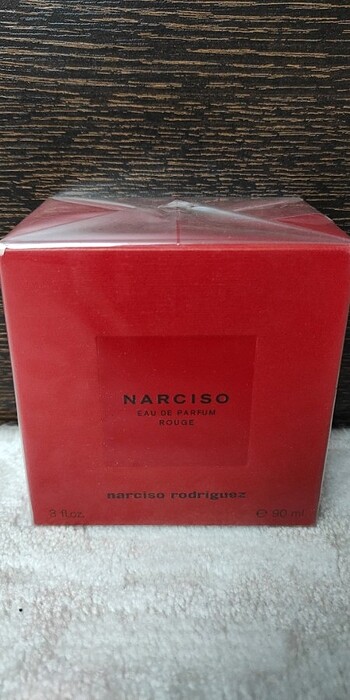 NARCISO
EAU DE PARFUM
ROUGE
narciso rodriguez
3 fl.oz. ℮ 90 ml